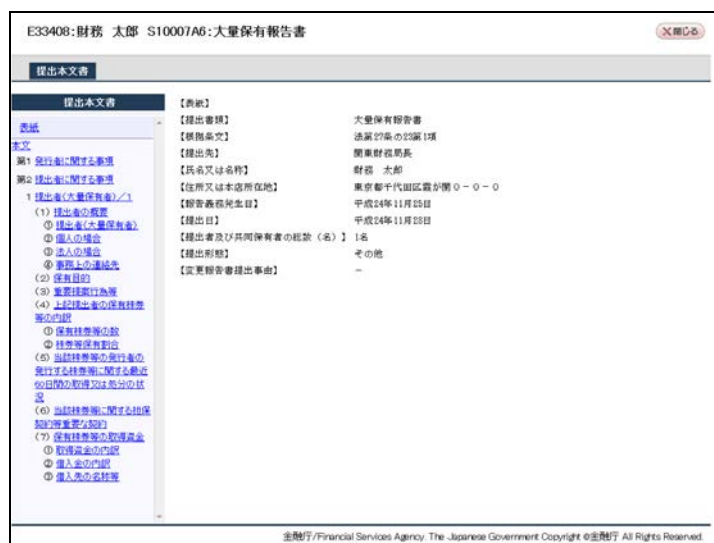 E33408:財務 太郎 S10007A6:大量保有報告書
閉じる
提出本文書
提出本文書
表紙
本文
第1 発行者に関する事項
第2 提出者に関する事項
1 提出者(大量保有者)/1
(1) 提出者の概要
① 提出者(大量保有者)
② 個人の場合
③ 法人の場合
④ 事務上の連絡先
(2) 保有目的
(3) 重要提案行為等
(4) 上記提出者の保有株券
等の内訳
① 保有株券等の数
② 株券等保有割合
(5) 当該株券等の発行者の
発行する株券等に関する最近
60日間の取得又は処分の状
況
(6) 当該株券等に関する担保
契約等重要な契約
(7) 保有株券等の取得資金
① 取得資金の内訳
② 借入金の内訳
③ 借入先の名称等
【表紙】
【提出書類】 大量保有報告書
【根拠条文】 法第27条の23第1項
【提出先】 関東財務局長
【氏名又は名称】 財務 太郎
【住所又は本店所在地】 東京都千代田区霞が関0-0-0
【報告義務発生日】 平成24年11月25日
【提出日】 平成24年11月28日
【提出者及び共同保有者の総数（名）】 1名
【提出形態】 その他
【変更報告書提出事由】 -
金融庁/Financial Services Agency. The Japanese Government Copyright ©金融庁 All Rights Reserved.